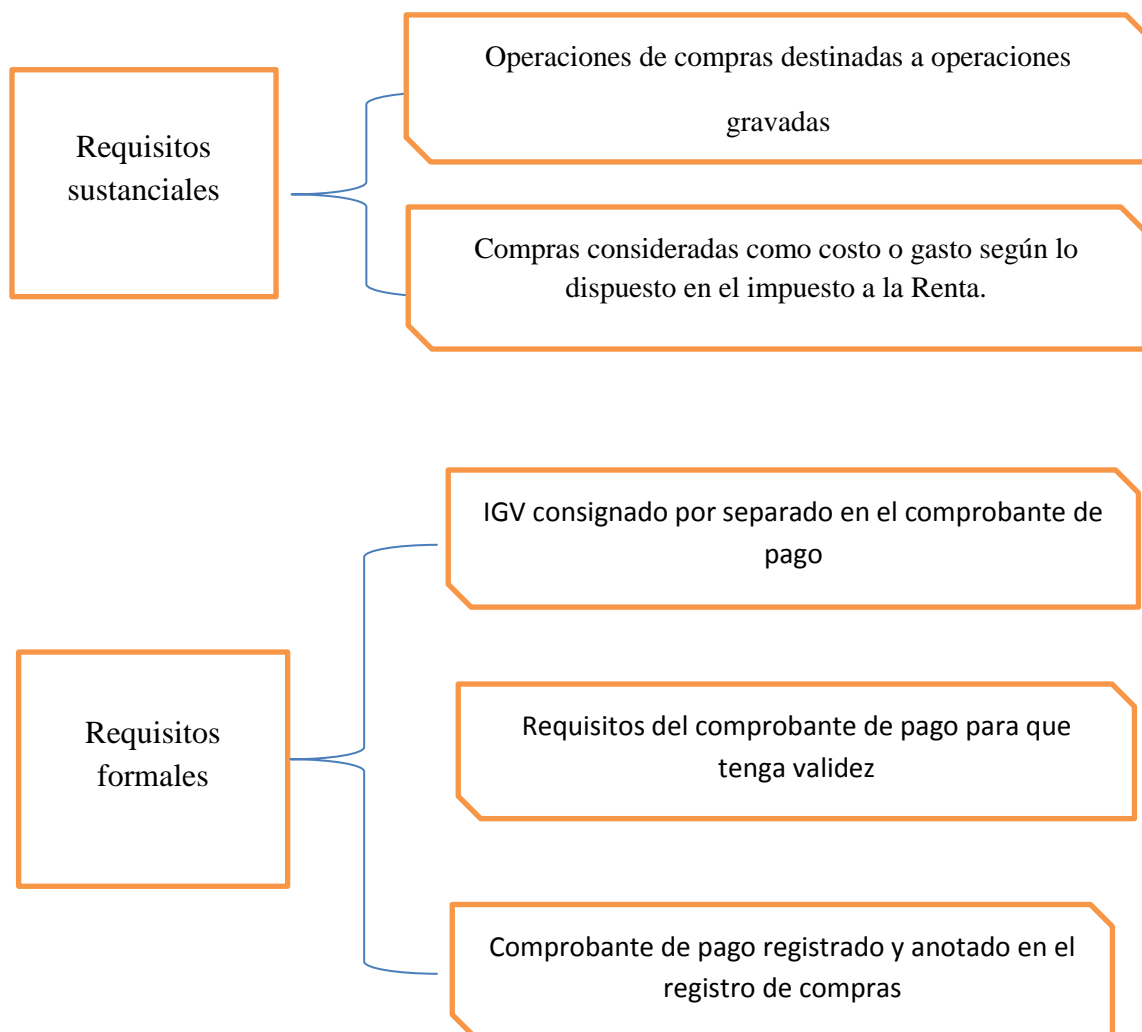 Requisitos
sustanciales
Operaciones de compras destinadas a operaciones
gravadas
Compras consideradas como costo o gasto según lo
dispuesto en el impuesto a la Renta.
Requisitos
formales
IGV consignado por separado en el comprobante de
pago
Requisitos del comprobante de pago para que
tenga validez
Comprobante de pago registrado y anotado en el
registro de compras